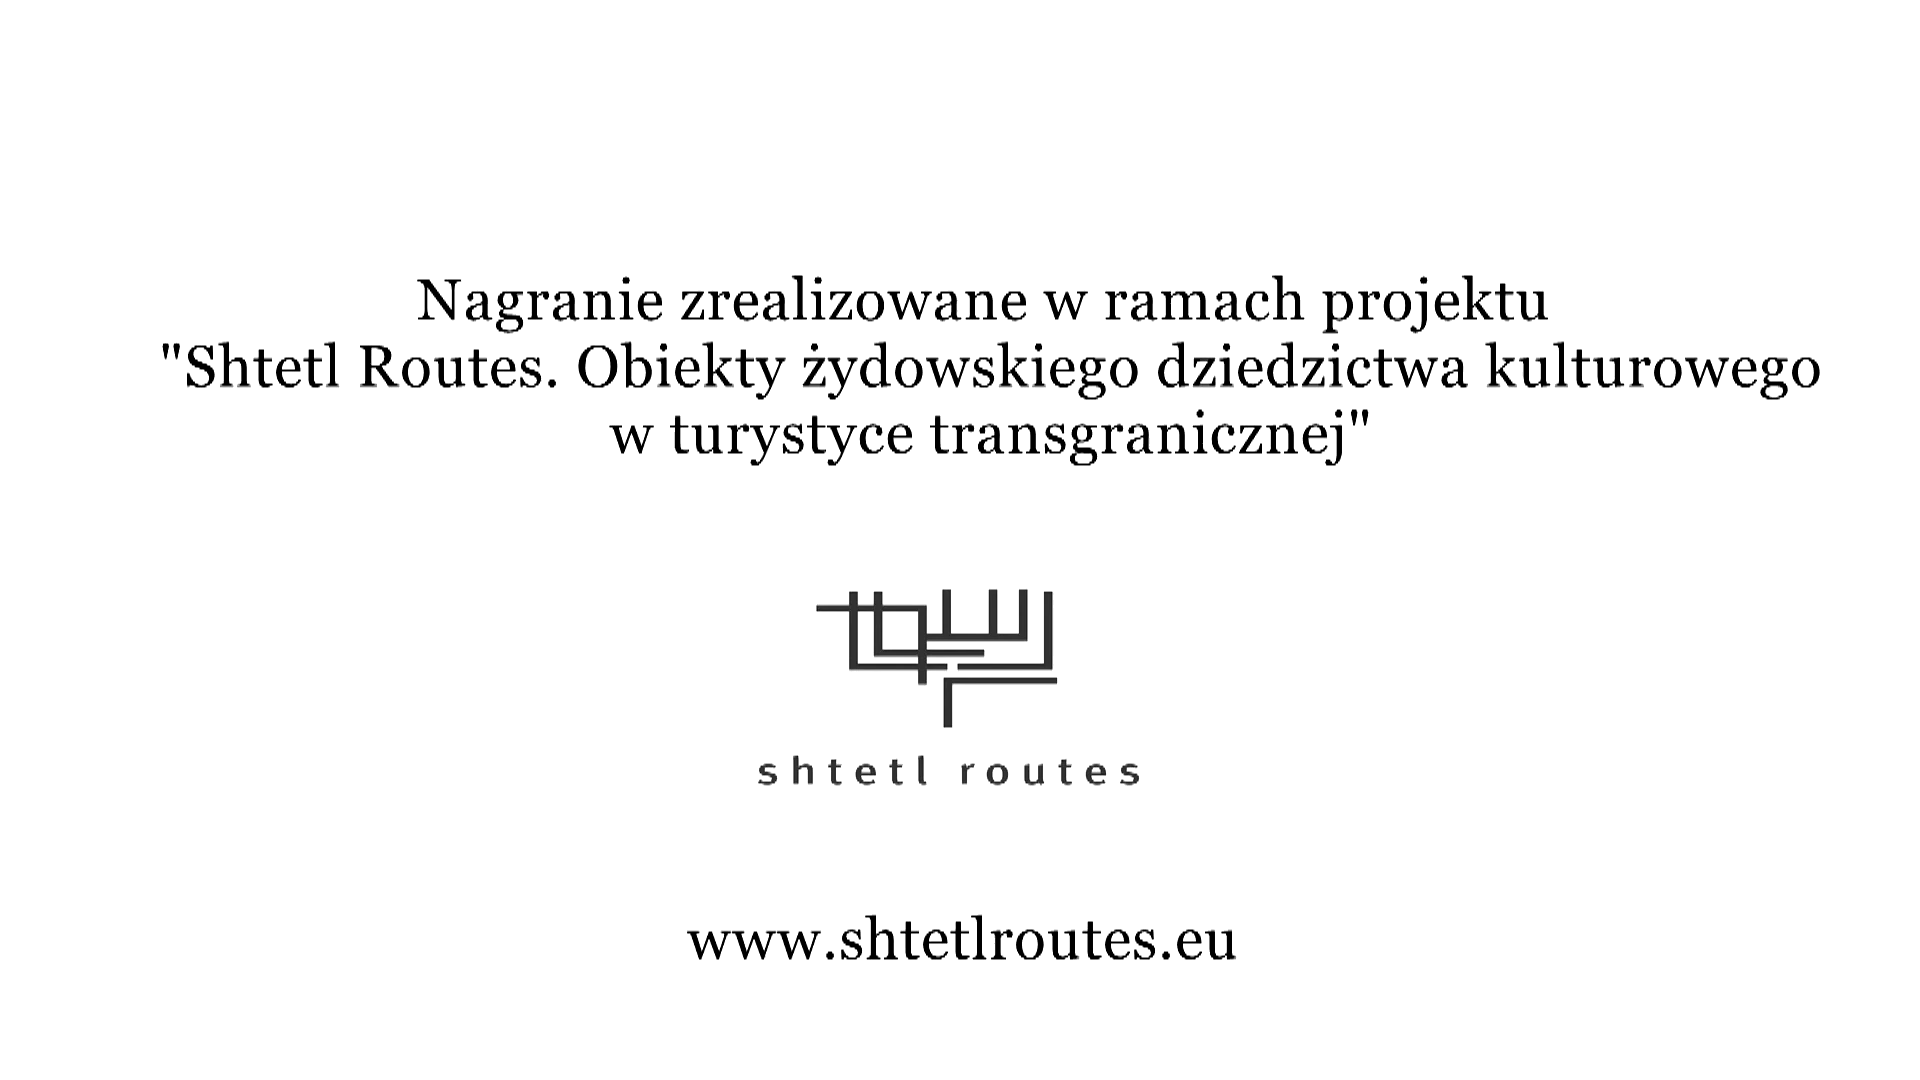 Nagranie zrealizowane w ramach projektu
"Shtetl Routes. Obiekty żydowskiego dziedzictwa kulturowego
w turystyce transgranicznej"
shtetl routes
www.shtetlroutes.eu